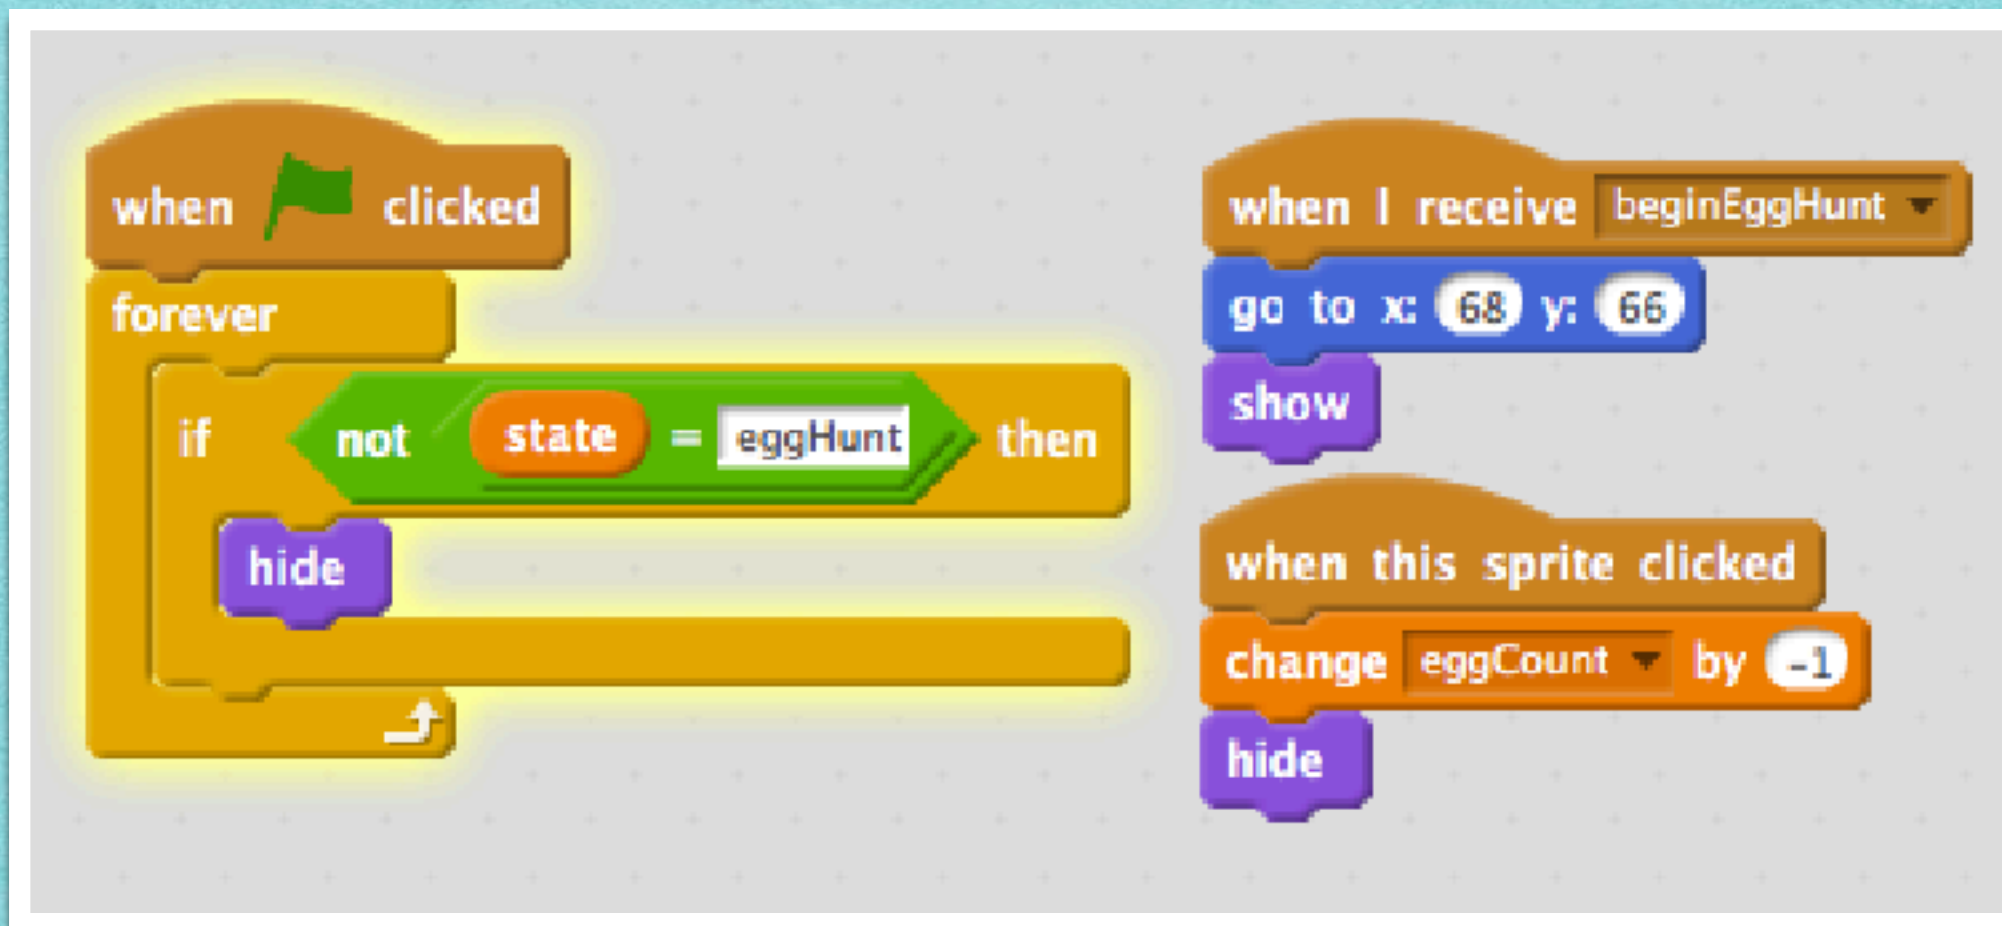 when clicked
forever
if not state = eggHunt then
hide
when I receive beginEggHunt
go to x: 68 y: 66
show
when this sprite clicked
change eggCount by -1
hide